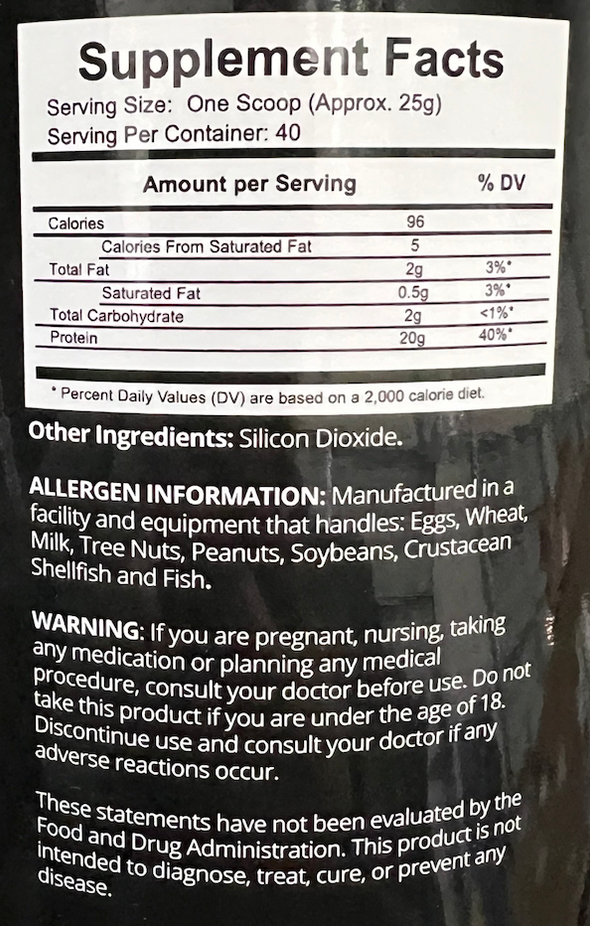 Supplement Facts
Serving Size: One Scoop (Approx. 25g)
Serving Per Container: 40
Amount per Serving % DV
Calories 96
Calories From Saturated Fat 5
Total Fat 2g 3%*
Saturated Fat 0.5g 3%*
Total Carbohydrate 2g <1%*
Protein 20g 40%*
* Percent Daily Values (DV) are based on a 2,000 calorie diet.
Other Ingredients: Silicon Dioxide.
ALLERGEN INFORMATION: Manufactured in a
facility and equipment that handles: Eggs, Wheat,
Milk, Tree Nuts, Peanuts, Soybeans, Crustacean
Shellfish and Fish.
WARNING: If you are pregnant, nursing, taking
any medication or planning any medical
procedure, consult your doctor before use. Do not
take this product if you are under the age of 18.
Discontinue use and consult your doctor if any
adverse reactions occur.
These statements have not been evaluated by the
Food and Drug Administration. This product is not
intended to diagnose, treat, cure, or prevent any
disease.